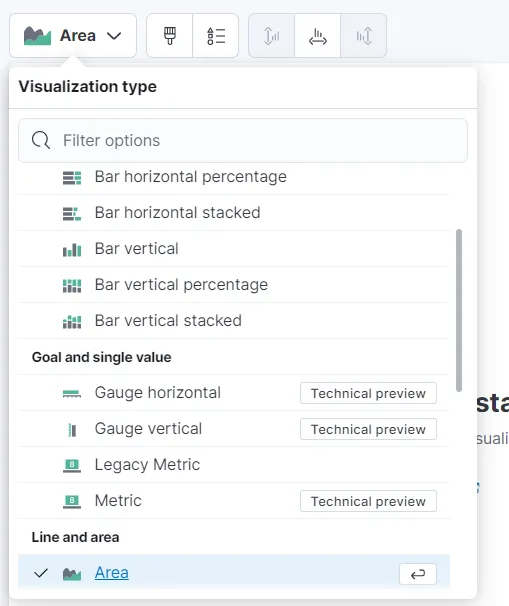 Area
Visualization type
Filter options
Bar horizontal percentage
Bar horizontal stacked
Bar vertical
Bar vertical percentage
Bar vertical stacked
Goal and single value
Gauge horizontal Technical preview
Gauge vertical Technical preview
Legacy Metric
Metric Technical preview
Line and area
Area